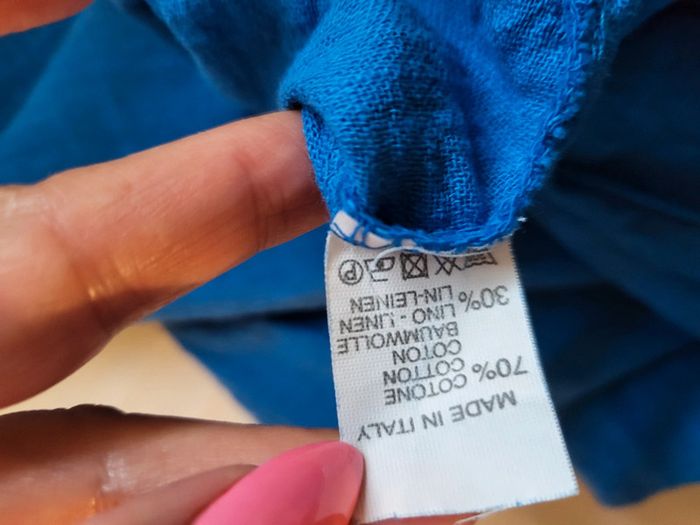 MADE IN ITALY
70% COTONE COTTON
COTON
BAUMWOLLE
30% LINO - LINEN
LIN-LEINEN